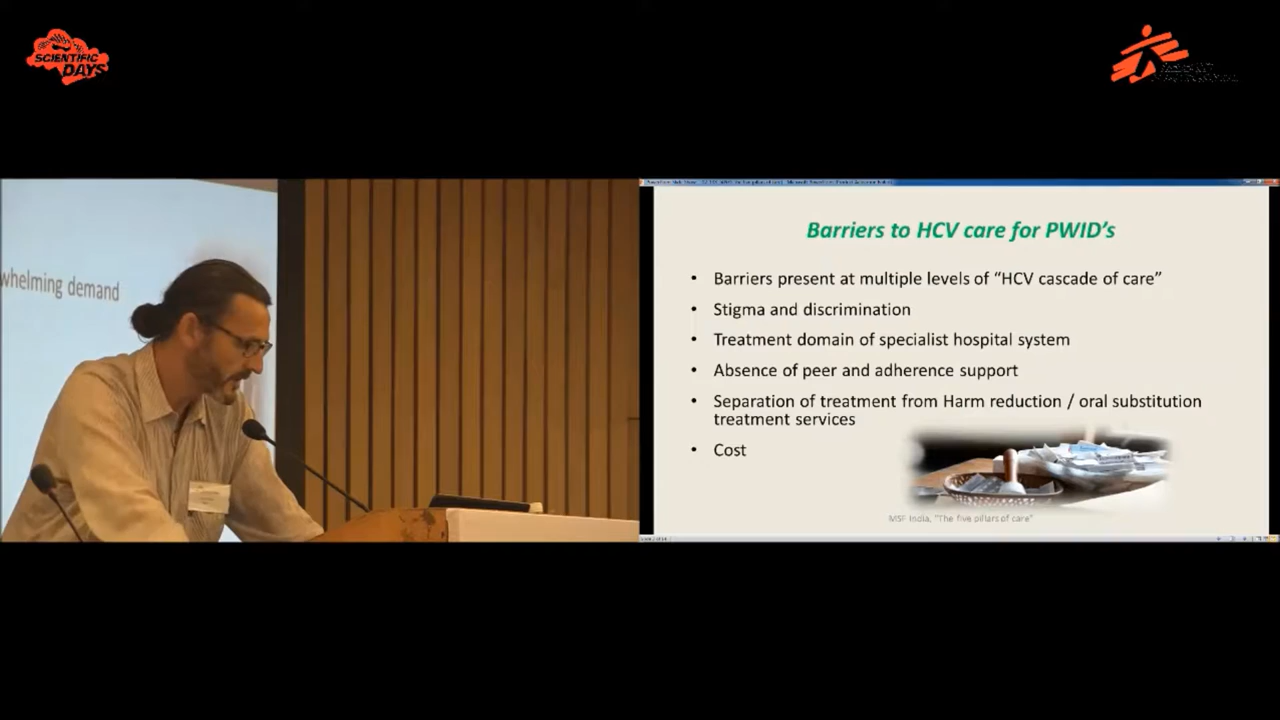 SCIENTIFIC
DAYS
whelming demand
Barriers to HCV care for PWID's
• Barriers present at multiple levels of “HCV cascade of care”
• Stigma and discrimination
• Treatment domain of specialist hospital system
• Absence of peer and adherence support
• Separation of treatment from Harm reduction / oral substitution
treatment services
• Cost
MSF India, “The five pillars of care”